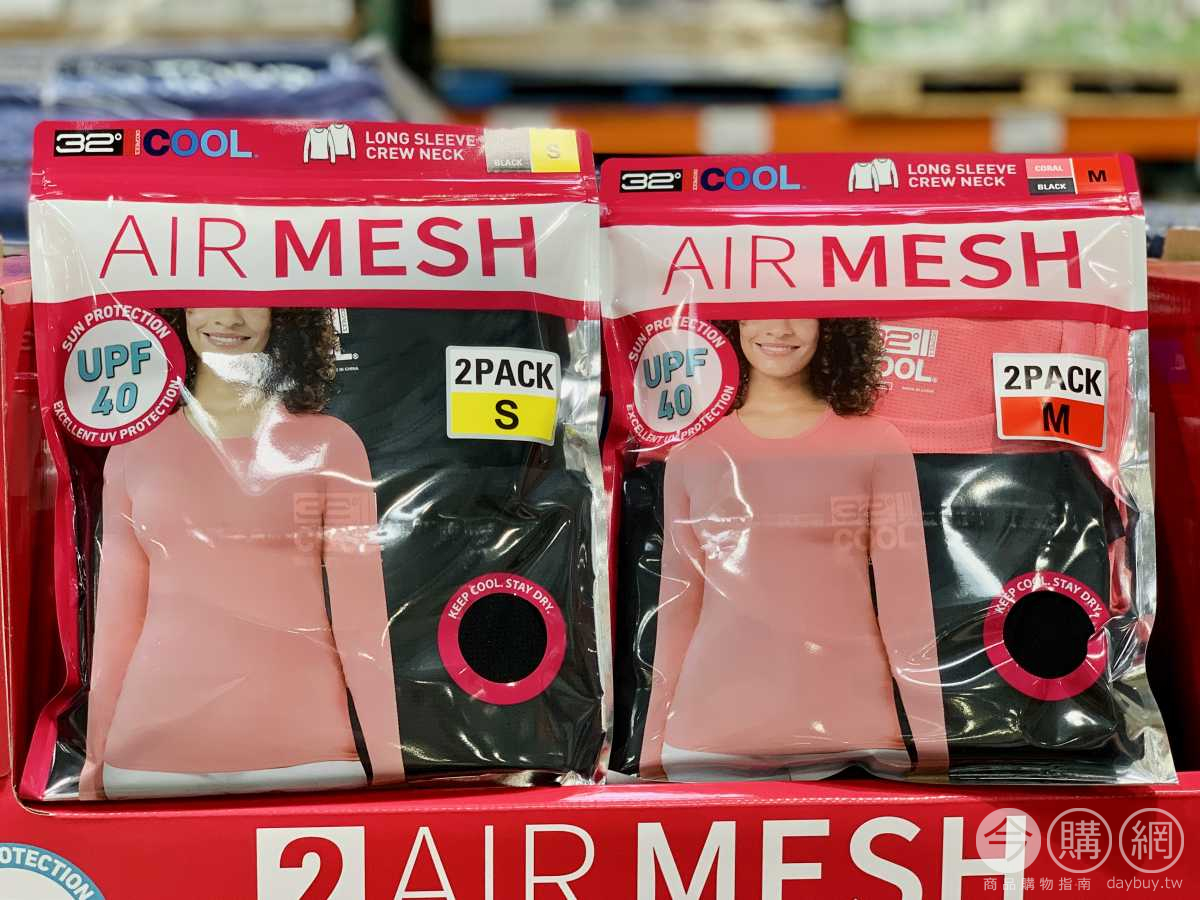 32°
DEGREES
COOL
LONG SLEEVE
CREW NECK
BLACK
S
AIR MESH
SUN PROTECTION
UPF
40
EXCELLENT UV PROTECTION
2PACK
S
KEEP COOL. STAY DRY.
32°
COOL
LONG SLEEVE
CREW NECK
CORAL
BLACK
M
AIR MESH
SUN PROTECTION
UPF
40
EXCELLENT UV PROTECTION
2PACK
M
KEEP COOL. STAY DRY.
32°
COOL
2 AIR MESH
今購網
商品購物指南 daybuy.tw